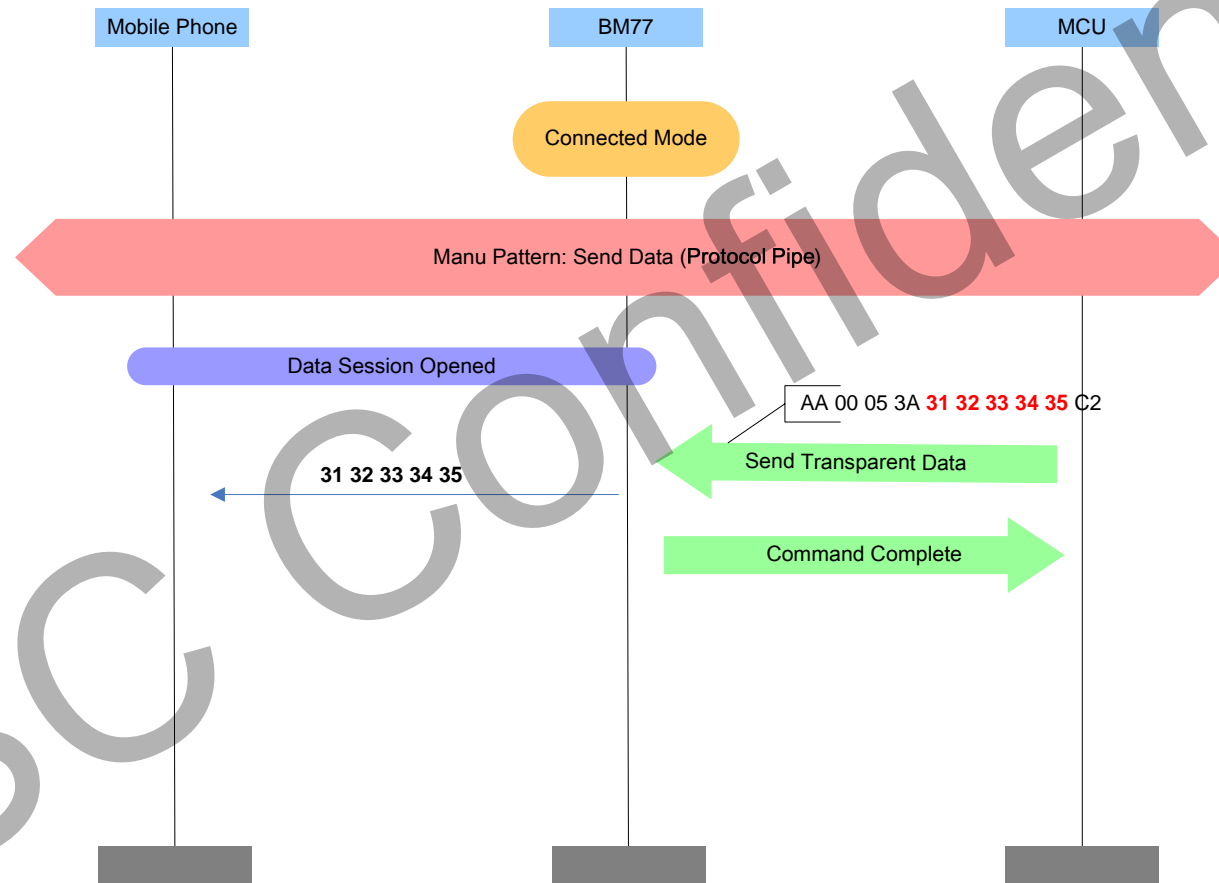 Mobile Phone
BM77
MCU
Connected Mode
Manu Pattern: Send Data (Protocol Pipe)
Data Session Opened
AA 00 05 3A 31 32 33 34 35 C2
Send Transparent Data
31 32 33 34 35
Command Complete